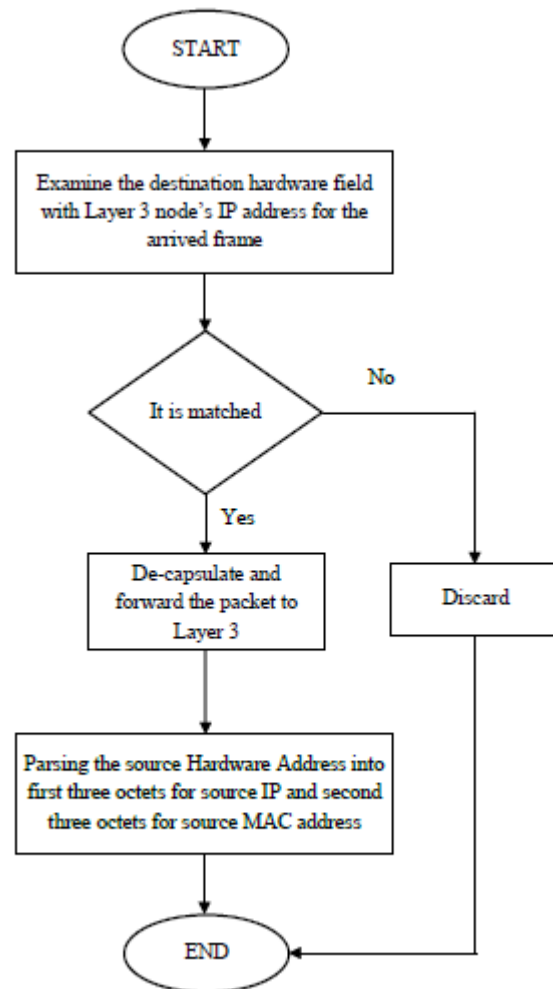 START
Examine the destination hardware field
with Layer 3 node's IP address for the
arrived frame
It is matched
No
Yes
De-capsulate and
forward the packet to
Layer 3
Discard
Parsing the source Hardware Address into
first three octets for source IP and second
three octets for source MAC address
END